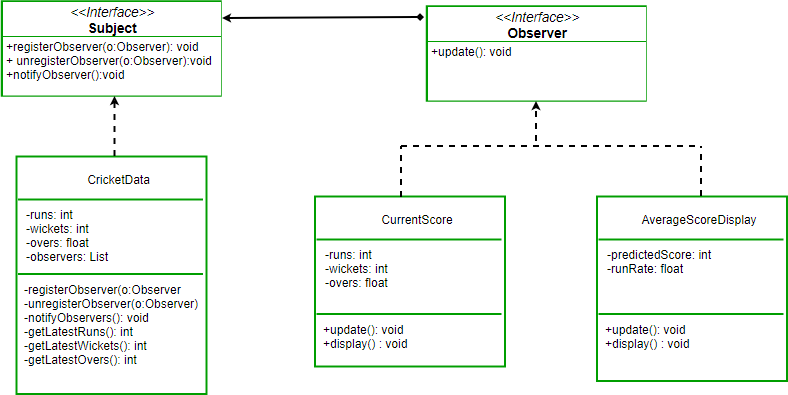 <<Interface>>
Subject
+registerObserver(o:Observer): void
+ unregisterObserver(o:Observer):void
+notifyObserver():void
<<Interface>>
Observer
+update(): void
CricketData
-runs: int
-wickets: int
-overs: float
-observers: List
-registerObserver(o:Observer
-unregisterObserver(o:Observer)
-notifyObservers(): void
-getLatestRuns(): int
-getLatestWickets(): int
-getLatestOvers(): int
CurrentScore
-runs: int
-wickets: int
-overs: float
+update(): void
+display() : void
AverageScoreDisplay
-predictedScore: int
-runRate: float
+update(): void
+display() : void